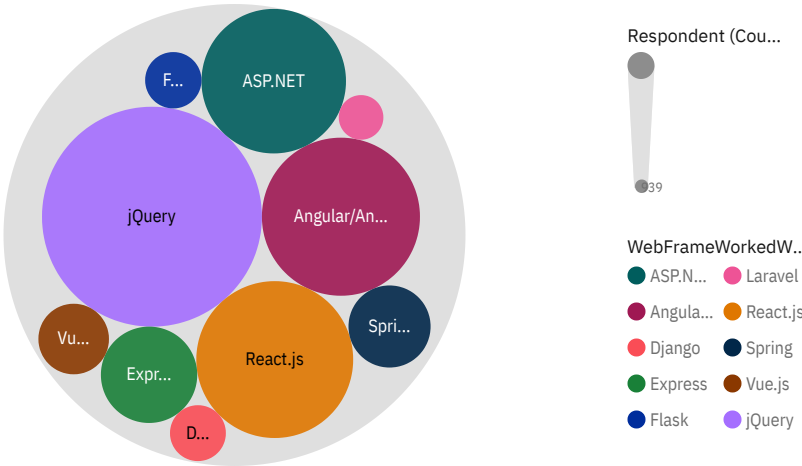 F...
ASP.NET
jQuery
Angular/An...
Vu...
Expr...
React.js
Spri...
D...
Respondent (Cou...
939
WebFrameWorkedW...
ASP.N...
Laravel
Angula...
React.js
Django
Spring
Express
Vue.js
Flask
jQuery